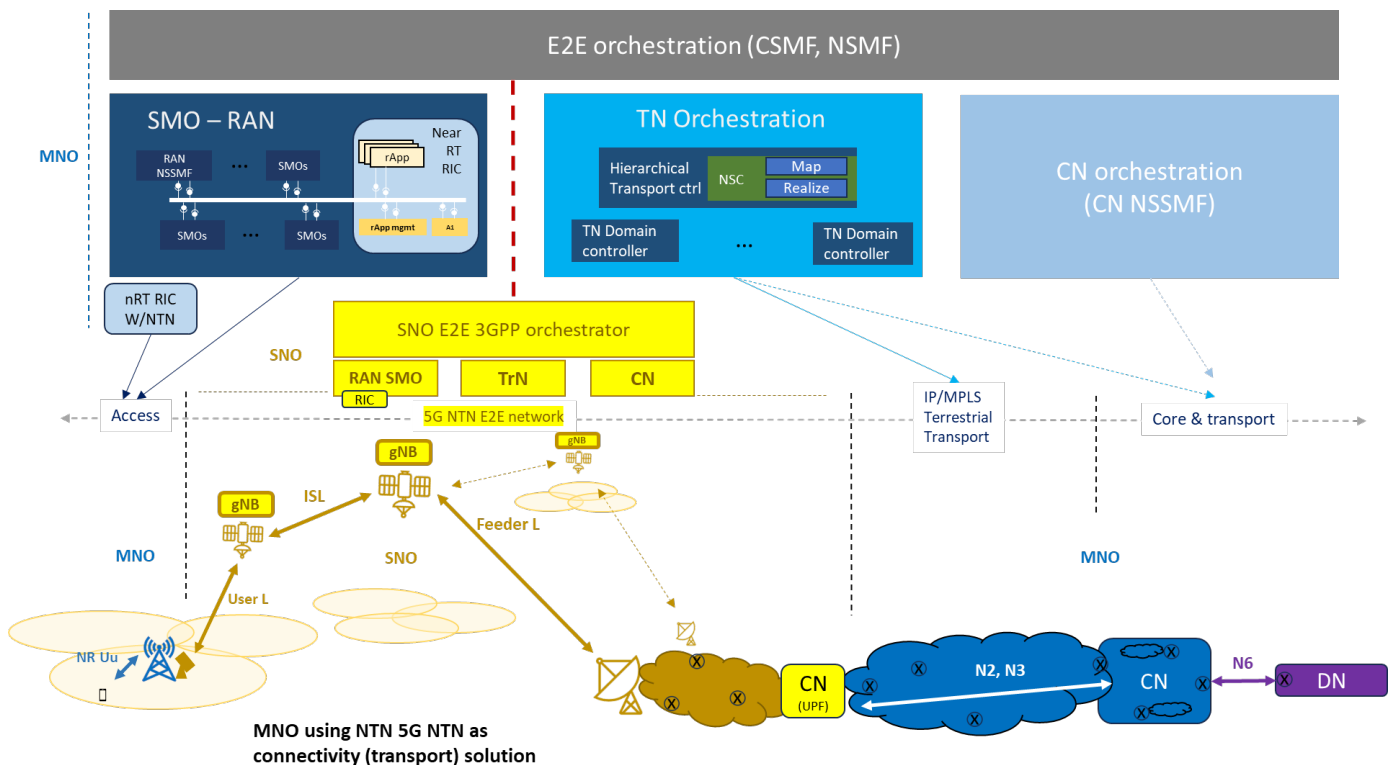 E2E orchestration (CSMF, NSMF)
MNO
SMO – RAN
Near
RT
RIC
rApp
RAN
NSSMF
...
SMOs
SMOs
...
SMOs
rApp mgmt
A1
TN Orchestration
Hierarchical
Transport ctrl
NSC
Map
Realize
TN Domain
controller
...
TN Domain
controller
CN orchestration
(CN NSSMF)
nRT RIC
W/NTN
SNO
SNO E2E 3GPP orchestrator
RAN SMO
TrN
CN
RIC
Access
5G NTN E2E network
IP/MPLS
Terrestrial
Transport
Core & transport
gNB
gNB
gNB
ISL
Feeder L
MNO
SNO
MNO
User L
NR Uu
X
X
X
X
CN
(UPF)
X
X
X
X
X
N2, N3
CN
X
X
X
N6
X
DN
MNO using NTN 5G NTN as
connectivity (transport) solution